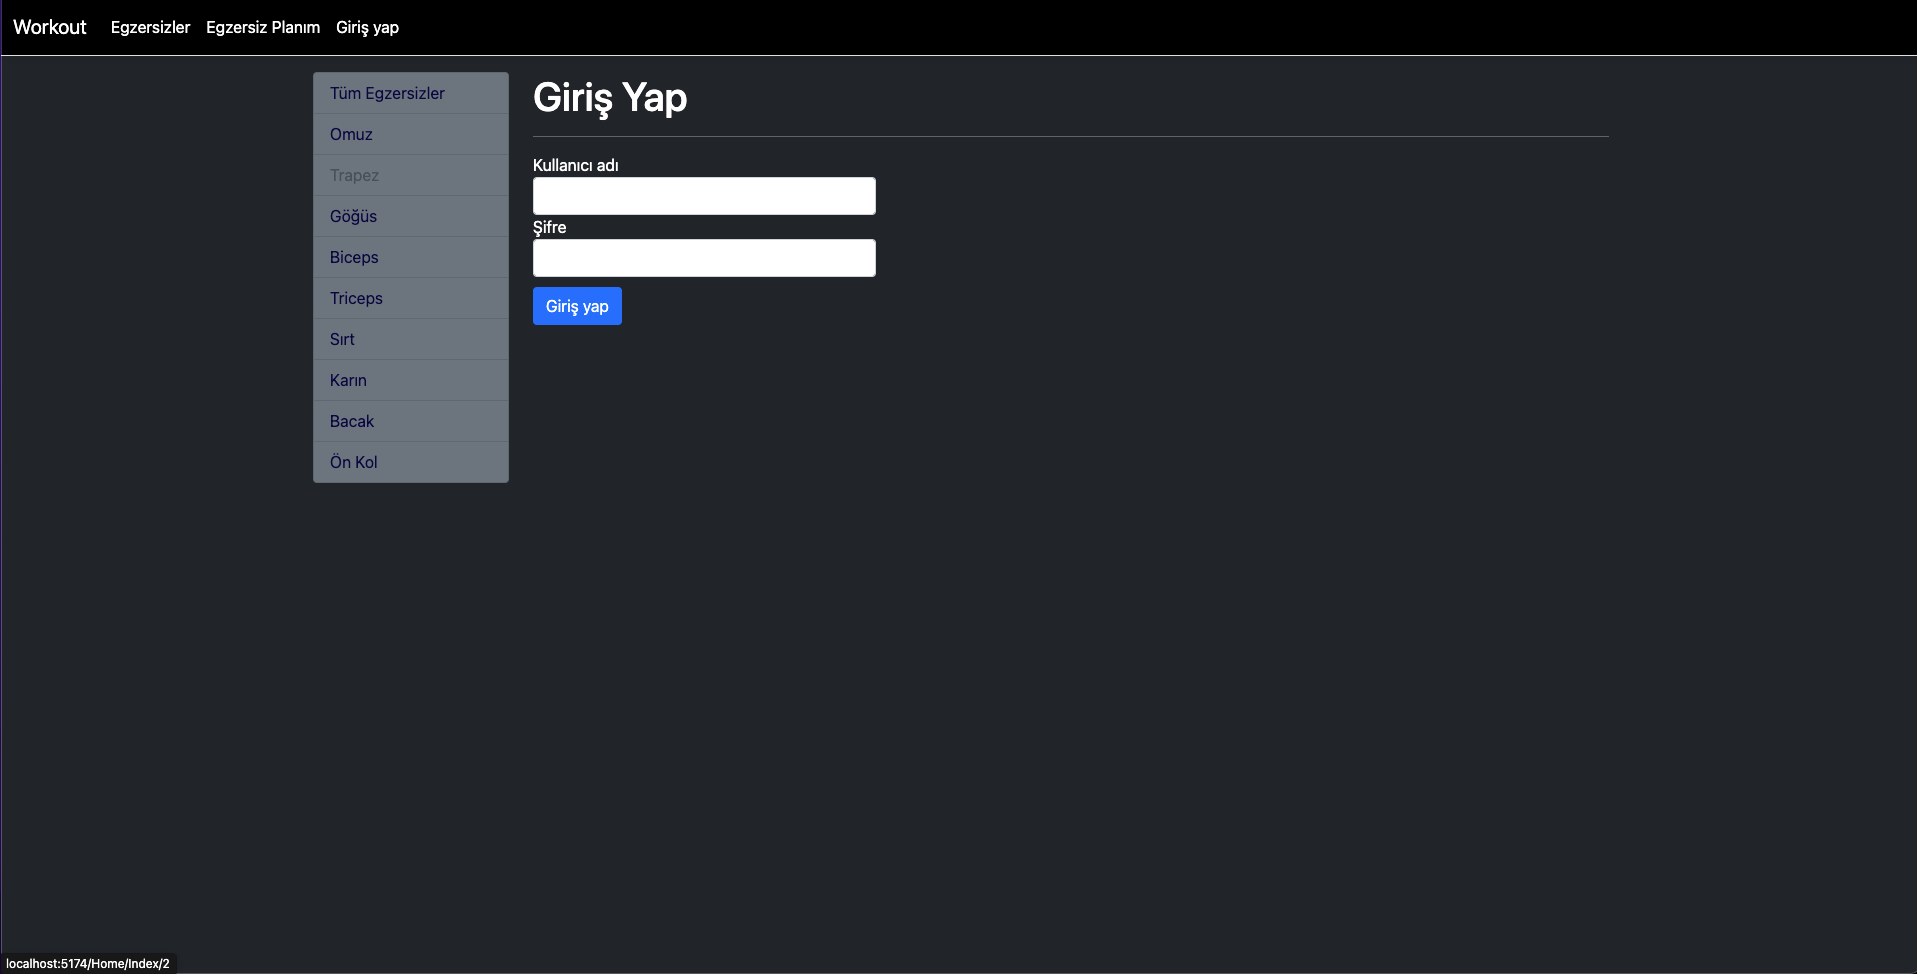 Workout Egzersizler Egzersiz Planım Giriş yap
Tüm Egzersizler
Omuz
Trapez
Göğüs
Biceps
Triceps
Sırt
Karın
Bacak
Ön Kol
Giriş Yap
Kullanıcı adı
Şifre
Giriş yap
localhost:5174/Home/Index/2